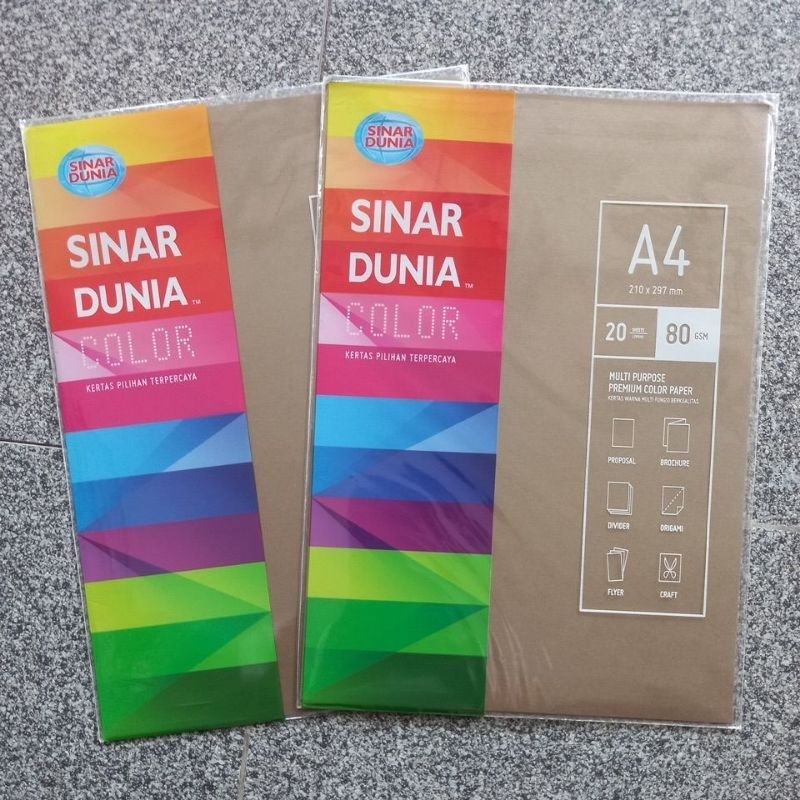 SINAR
DUNIA
SINAR
DUNIA™
COLOR
KERTAS PILIHAN TERPERCAYA
SINAR
DUNIA
SINAR
DUNIA™
COLOR
KERTAS PILIHAN TERPERCAYA
A4
210 x 297 mm
20 SHEETS
80 GSM
MULTI PURPOSE
PREMIUM COLOR PAPER
KERTAS WARNA MULTI FUNGSI BERKUALITAS
PROPOSAL
BROCHURE
DIVIDER
ORIGAMI
FLYER
CRAFT